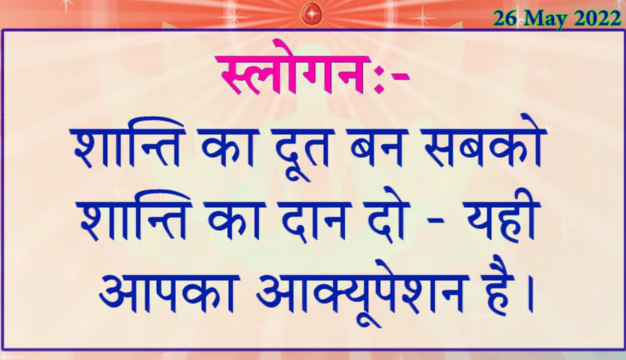 26 May 2022
स्लोगनः-
शान्ति का दूत बन सबको
शान्ति का दान दो - यही
आपका आक्यूपेशन है।